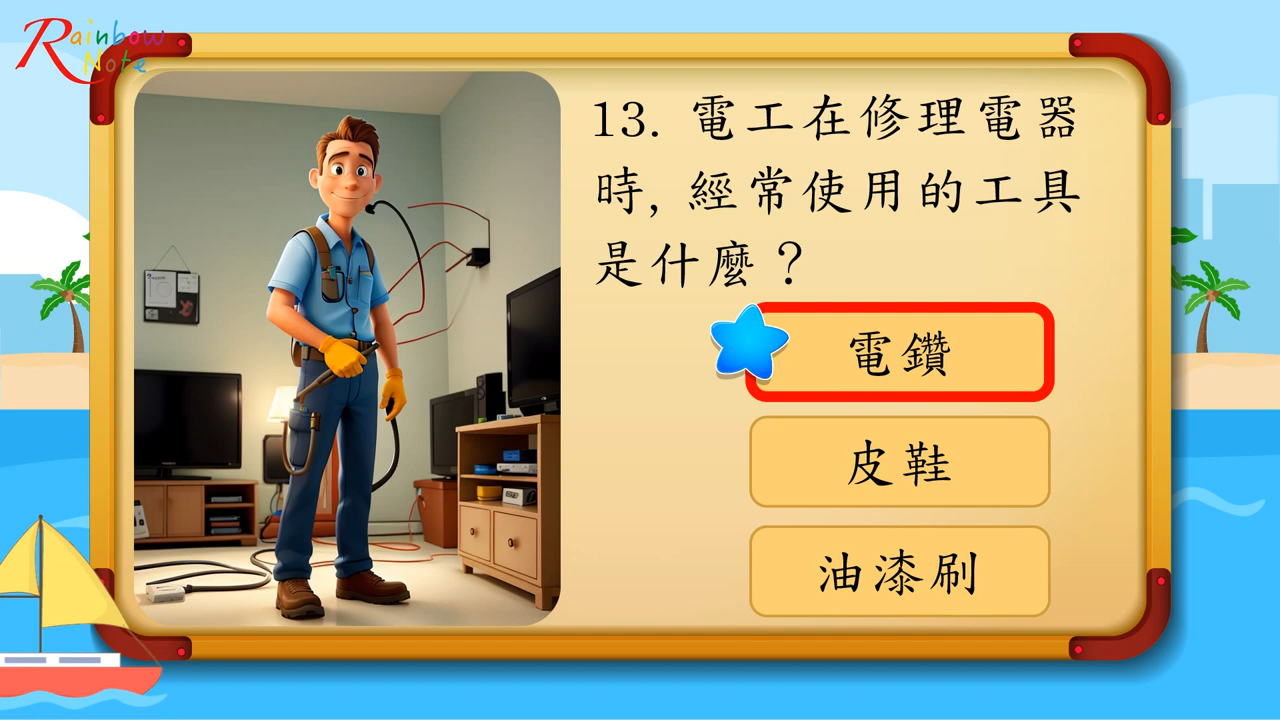 Rainbow
Note
13. 電工在修理電器
時, 經常使用的工具
是什麼？
電鑽
皮鞋
油漆刷